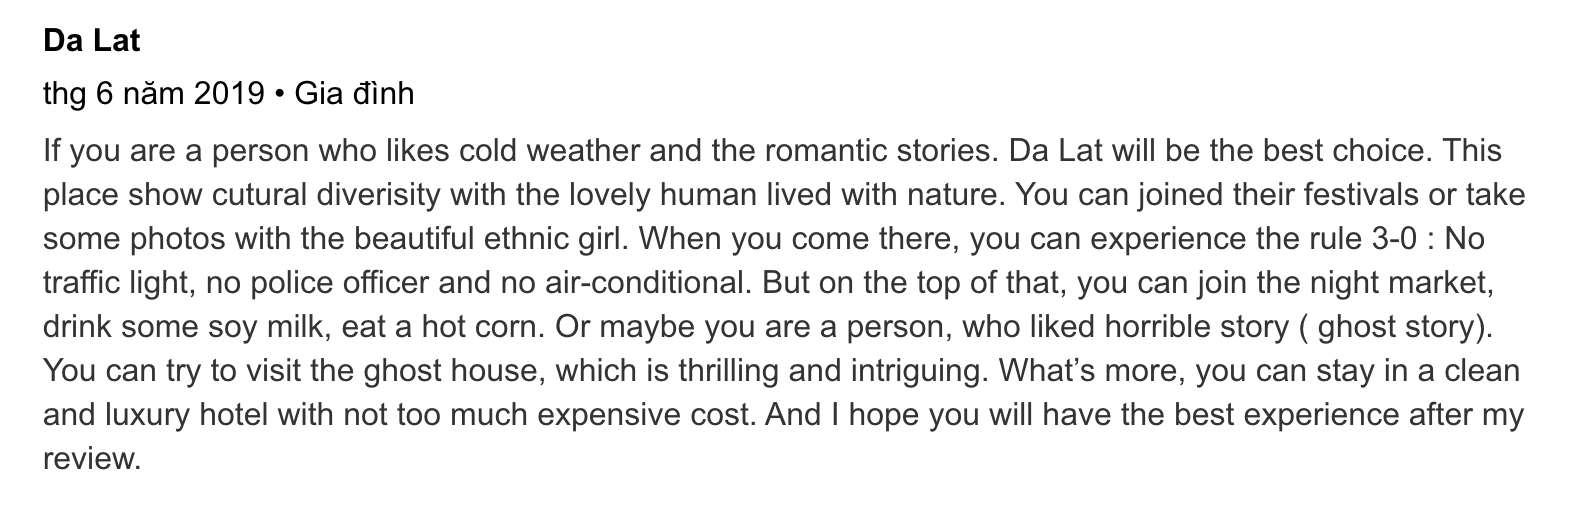 Da Lat
thg 6 năm 2019 • Gia đình
If you are a person who likes cold weather and the romantic stories. Da Lat will be the best choice. This
place show cutural diverisity with the lovely human lived with nature. You can joined their festivals or take
some photos with the beautiful ethnic girl. When you come there, you can experience the rule 3-0 : No
traffic light, no police officer and no air-conditional. But on the top of that, you can join the night market,
drink some soy milk, eat a hot corn. Or maybe you are a person, who liked horrible story ( ghost story).
You can try to visit the ghost house, which is thrilling and intriguing. What’s more, you can stay in a clean
and luxury hotel with not too much expensive cost. And I hope you will have the best experience after my
review.